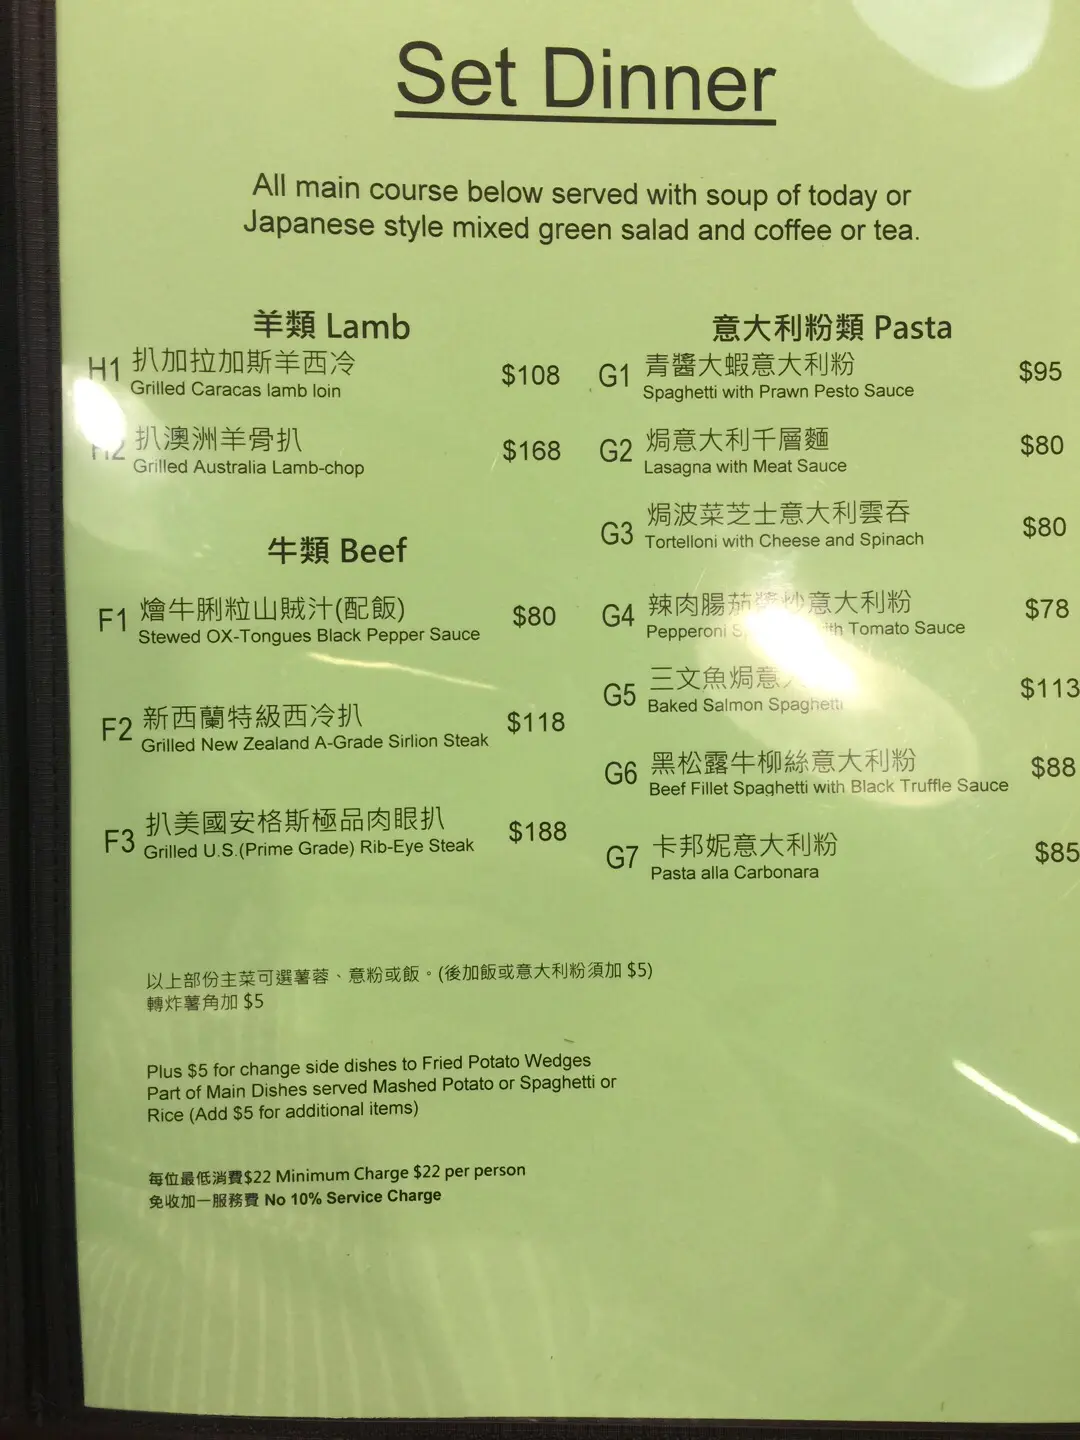 Set Dinner
All main course below served with soup of today or
Japanese style mixed green salad and coffee or tea.
羊類 Lamb
H1 扒加拉加斯羊西冷 $108
Grilled Caracas lamb loin
H2 扒澳洲羊骨扒 $168
Grilled Australia Lamb-chop
牛類 Beef
F1 燴牛脷粒山賊汁(配飯) $80
Stewed OX-Tongues Black Pepper Sauce
F2 新西蘭特級西冷扒 $118
Grilled New Zealand A-Grade Sirlion Steak
F3 扒美國安格斯極品肉眼扒 $188
Grilled U.S.(Prime Grade) Rib-Eye Steak
意大利粉類 Pasta
G1 青醬大蝦意大利粉 $95
Spaghetti with Prawn Pesto Sauce
G2 焗意大利千層麵 $80
Lasagna with Meat Sauce
G3 焗波菜芝士意大利雲吞 $80
Tortelloni with Cheese and Spinach
G4 辣肉腸茄醬炒意大利粉 $78
Pepperoni with Tomato Sauce
G5 三文魚焗意 $113
Baked Salmon Spaghetti
G6 黑松露牛柳絲意大利粉 $88
Beef Fillet Spaghetti with Black Truffle Sauce
G7 卡邦妮意大利粉 $85
Pasta alla Carbonara
以上部份主菜可選薯蓉、意粉或飯。(後加飯或意大利粉須加 $5)
轉炸薯角加 $5
Plus $5 for change side dishes to Fried Potato Wedges
Part of Main Dishes served Mashed Potato or Spaghetti or
Rice (Add $5 for additional items)
每位最低消費$22 Minimum Charge $22 per person
免收加一服務費 No 10% Service Charge